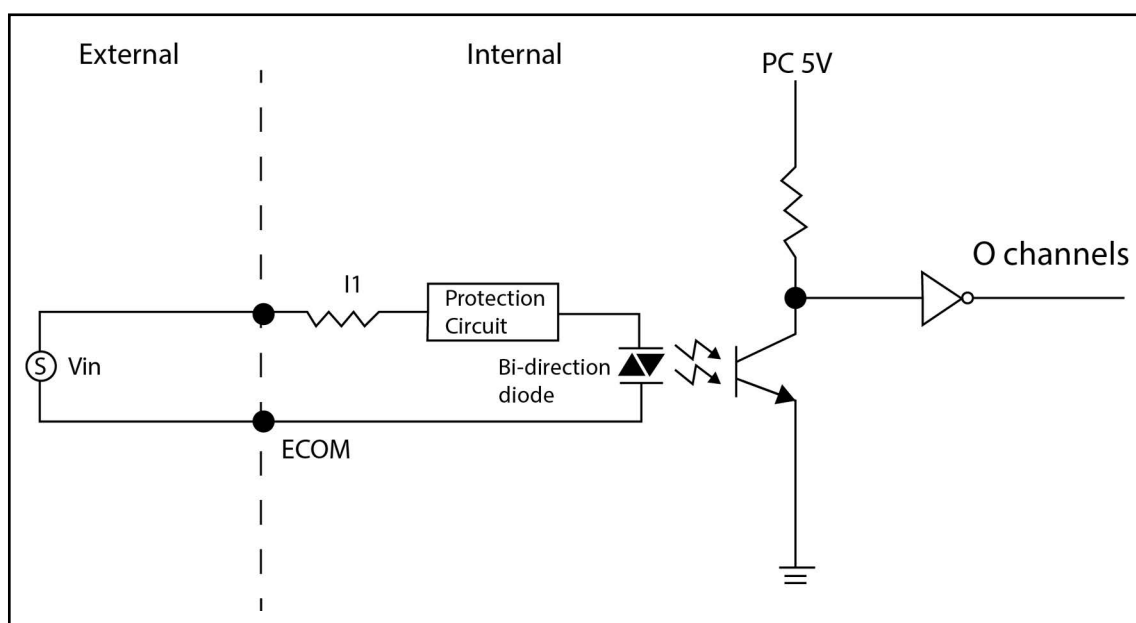 External
Internal
PC 5V
O channels
I1
Protection
Circuit
S
Vin
Bi-direction
diode
ECOM